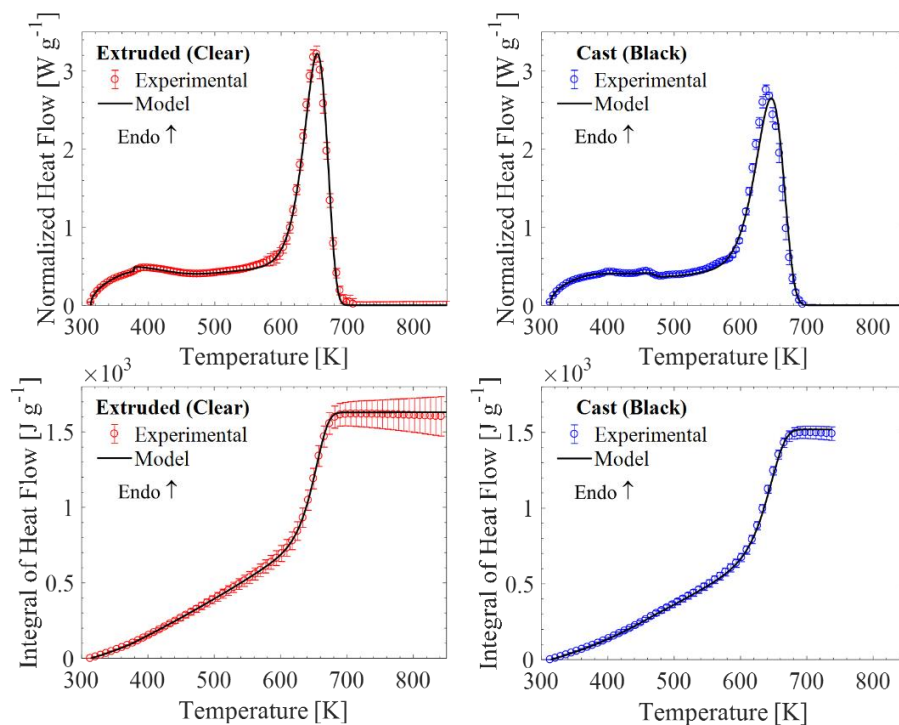 Normalized Heat Flow [W g⁻¹]
3
2
1
0
Extruded (Clear)
Experimental
Model
Endo ↑
300 400 500 600 700 800
Temperature [K]
Normalized Heat Flow [W g⁻¹]
3
2
1
0
Cast (Black)
Experimental
Model
Endo ↑
300 400 500 600 700 800
Temperature [K]
Integral of Heat Flow [J g⁻¹]
×10³
1.5
1
0.5
0
Extruded (Clear)
Experimental
Model
Endo ↑
300 400 500 600 700 800
Temperature [K]
Integral of Heat Flow [J g⁻¹]
×10³
1.5
1
0.5
0
Cast (Black)
Experimental
Model
Endo ↑
300 400 500 600 700 800
Temperature [K]